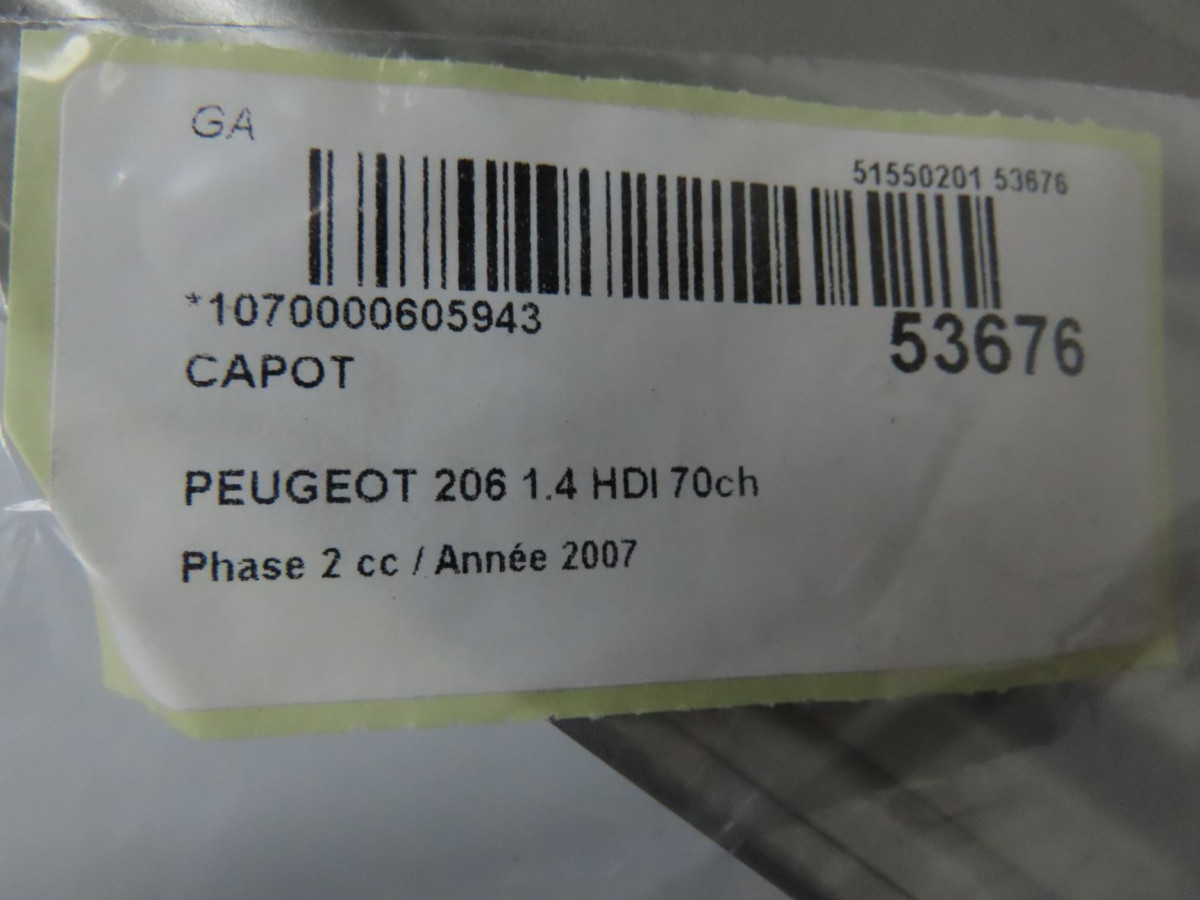 GA
51550201 53676
*1070000605943
53676
CAPOT
PEUGEOT 206 1.4 HDI 70ch
Phase 2 cc / Année 2007